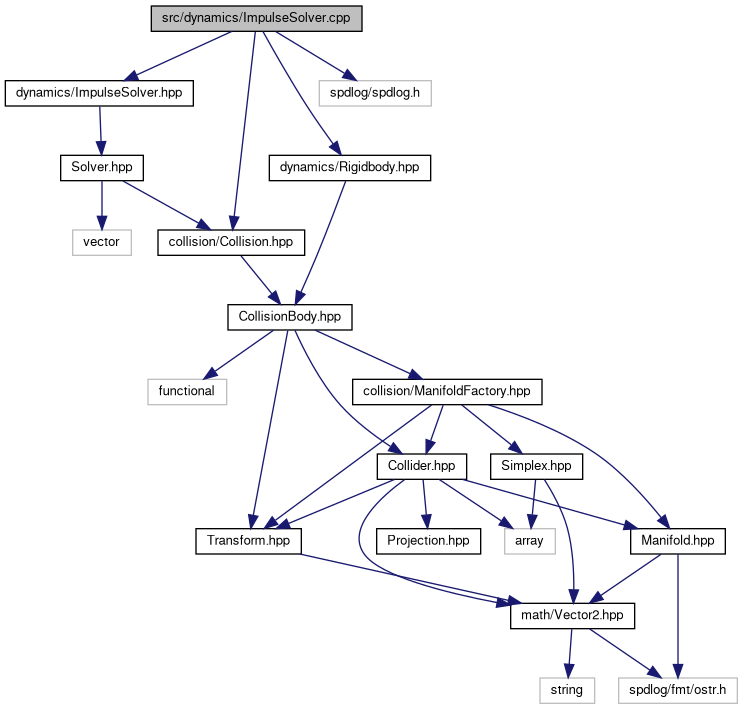 src/dynamics/ImpulseSolver.cpp
dynamics/ImpulseSolver.hpp
spdlog/spdlog.h
Solver.hpp
dynamics/Rigidbody.hpp
vector
collision/Collision.hpp
CollisionBody.hpp
functional
collision/ManifoldFactory.hpp
Collider.hpp
Simplex.hpp
Transform.hpp
Projection.hpp
array
Manifold.hpp
math/Vector2.hpp
string
spdlog/fmt/ostr.h